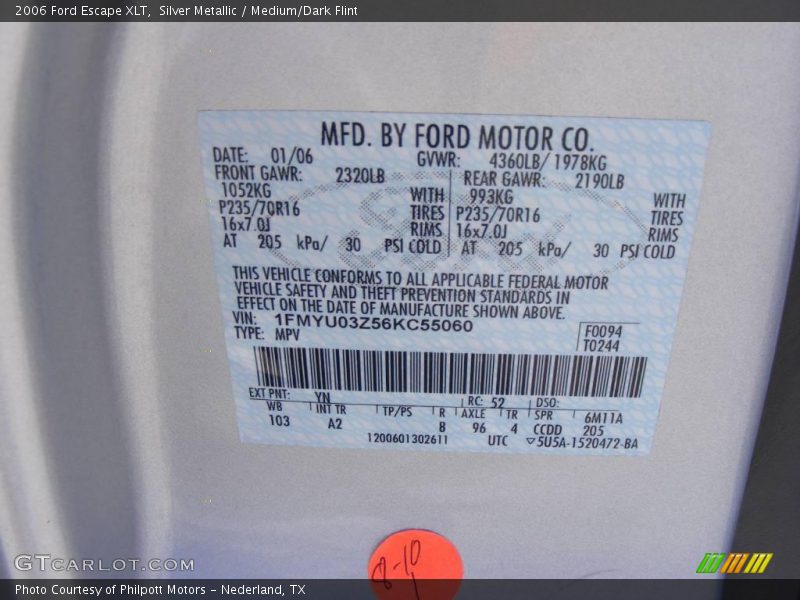 2006 Ford Escape XLT,  Silver Metallic / Medium/Dark Flint
MFD. BY FORD MOTOR CO.
DATE: 01/06 GVWR: 4360LB/ 1978KG
FRONT GAWR: 2320LB REAR GAWR: 2190LB
1052KG WITH 993KG WITH
P235/70R16 TIRES P235/70R16 TIRES
16x7.0J RIMS 16x7.0J RIMS
AT 205 kPa/ 30 PSI COLD AT 205 kPa/ 30 PSI COLD
THIS VEHICLE CONFORMS TO ALL APPLICABLE FEDERAL MOTOR
VEHICLE SAFETY AND THEFT PREVENTION STANDARDS IN
EFFECT ON THE DATE OF MANUFACTURE SHOWN ABOVE.
VIN: 1FMYU03Z56KC55060 F0094
TYPE: MPV T0244
EXT PNT: YN RC: 52 DSO:
WB INT TR TP/PS R AXLE TR SPR 6M11A
103 A2 B 96 4 CCDD 205
1200601302611 UTC ▽5U5A-1520472-BA
8-10
GTCARLOT.COM
Photo Courtesy of Philpott Motors - Nederland, TX